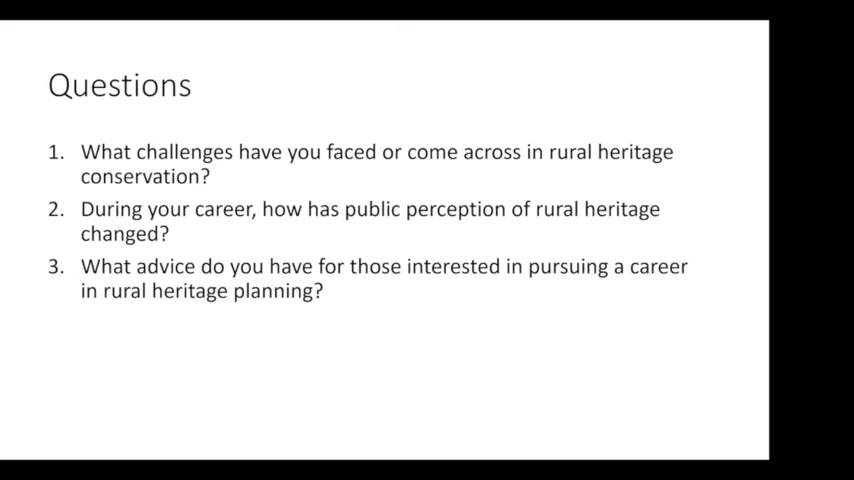 Questions
1. What challenges have you faced or come across in rural heritage
conservation?
2. During your career, how has public perception of rural heritage
changed?
3. What advice do you have for those interested in pursuing a career
in rural heritage planning?